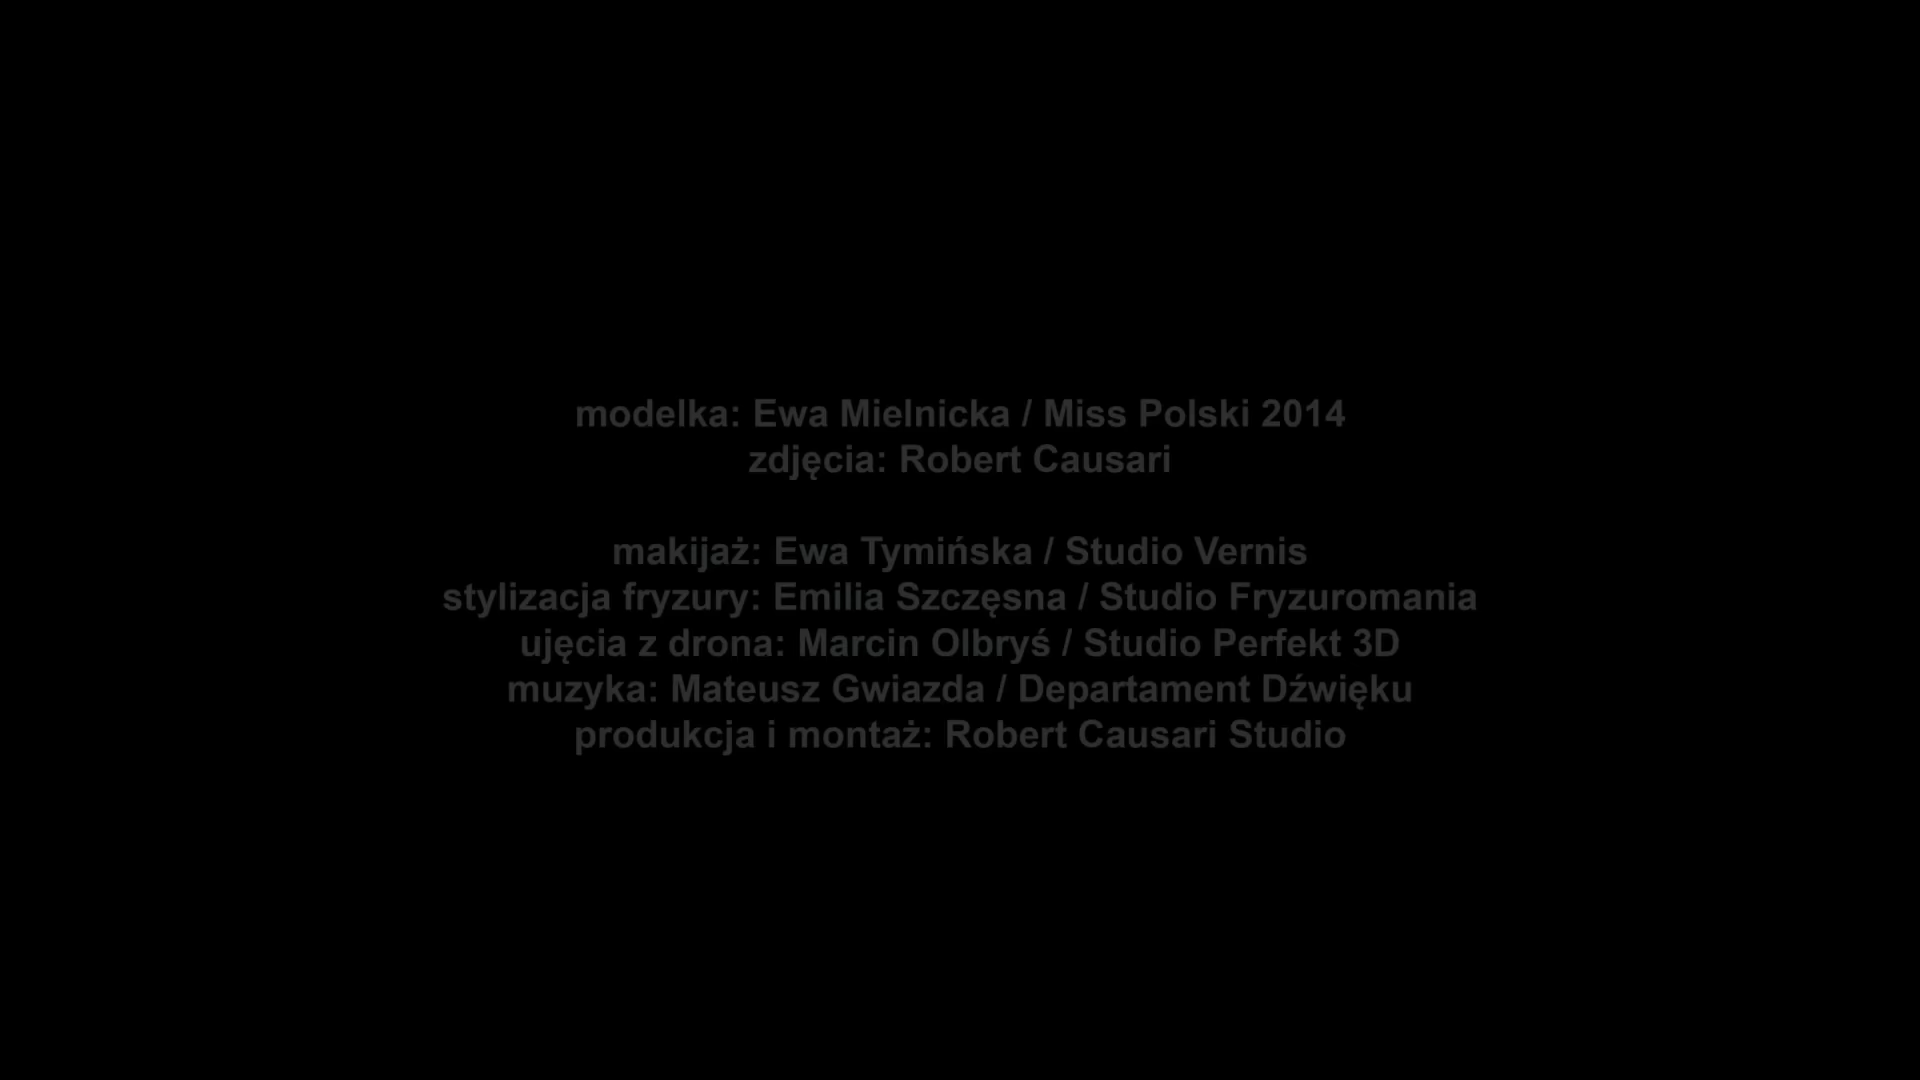 modelka: Ewa Mielnicka / Miss Polski 2014
zdjęcia: Robert Causari
makijaż: Ewa Tymińska / Studio Vernis
stylizacja fryzury: Emilia Szczęsna / Studio Fryzuromania
ujęcia z drona: Marcin Olbryś / Studio Perfekt 3D
muzyka: Mateusz Gwiazda / Departament Dźwięku
produkcja i montaż: Robert Causari Studio